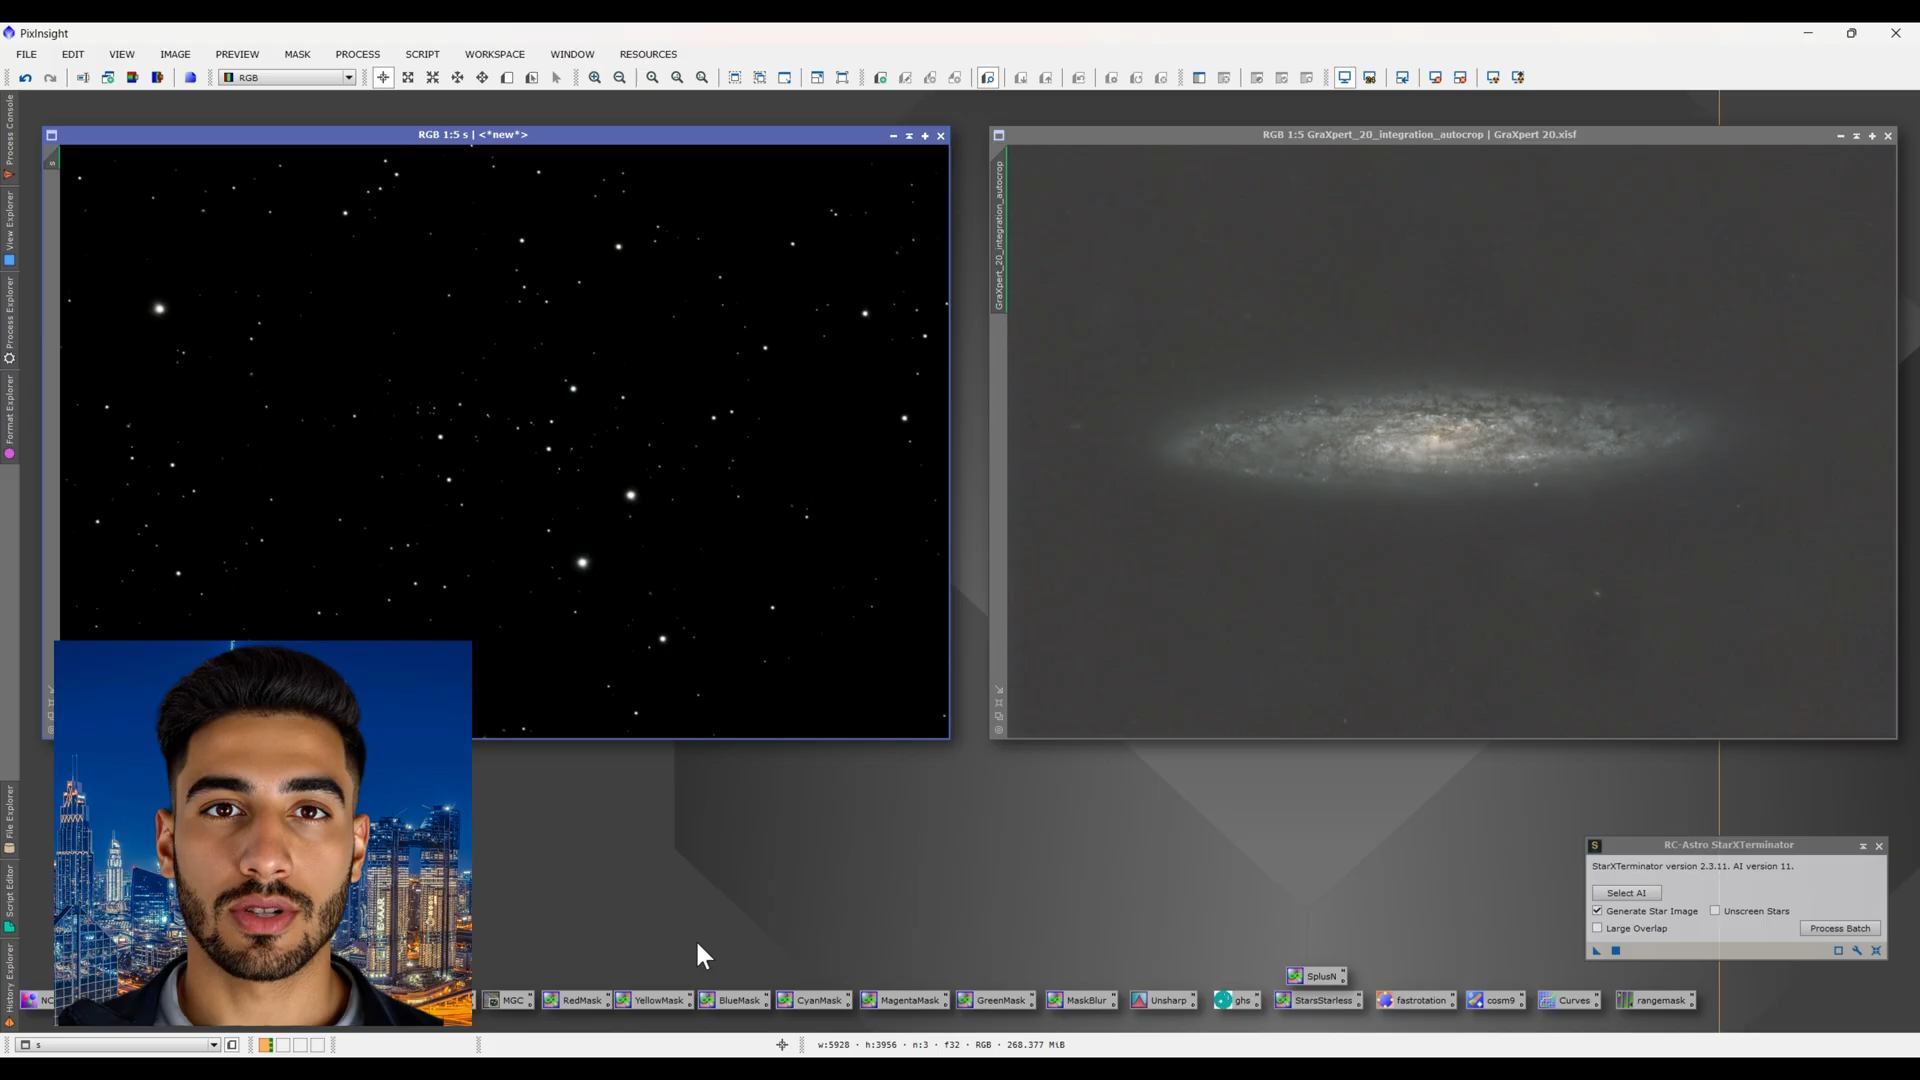 PixInsight
FILE EDIT VIEW IMAGE PREVIEW MASK PROCESS SCRIPT WORKSPACE WINDOW RESOURCES
RGB
Process Console
View Explorer
Process Explorer
Format Explorer
File Explorer
Script Editor
History Explorer
RGB 1:5 s | <*new*>
s
RGB 1:5 GraXpert_20_integration_autocrop | GraXpert 20.xisf
GraXpert_20_integration_autocrop
RC-Astro StarXTerminator
StarXTerminator version 2.3.11. AI version 11.
Select AI
Generate Star Image Unscreen Stars
Large Overlap Process Batch
SplusN
NC MGC RedMask YellowMask BlueMask CyanMask MagentaMask GreenMask MaskBlur Unsharp ghs StarsStarless fastrotation cosm9 Curves rangemask
EMAAR
s
w:5928 · h:3956 · n:3 · f32 · RGB · 268.377 MiB